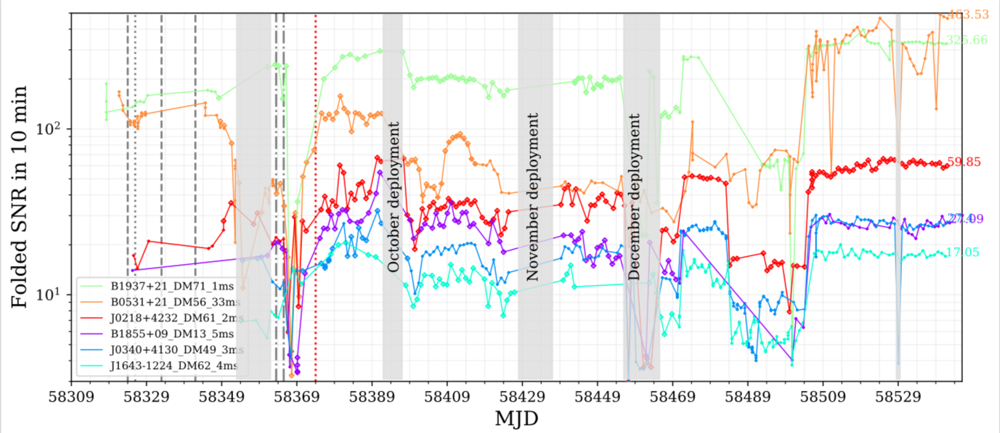 463.53
325.66
10²
Folded SNR in 10 min
October deployment
November deployment
December deployment
59.85
27.09
17.05
10¹
B1937+21_DM71_1ms
B0531+21_DM56_33ms
J0218+4232_DM61_2ms
B1855+09_DM13_5ms
J0340+4130_DM49_3ms
J1643-1224_DM62_4ms
58309 58329 58349 58369 58389 58409 58429 58449 58469 58489 58509 58529
MJD